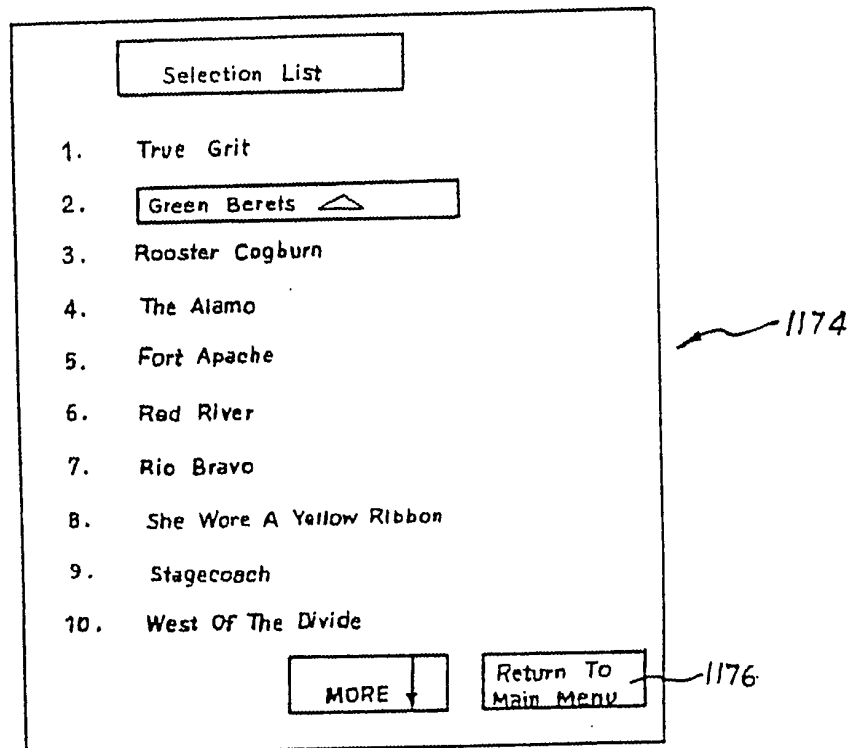 Selection List
1. True Grit
2. Green Berets
3. Rooster Cogburn
4. The Alamo
5. Fort Apache
6. Red River
7. Rio Bravo
8. She Wore A Yellow Ribbon
9. Stagecoach
10. West Of The Divide
MORE
Return To
Main Menu
1174
1176